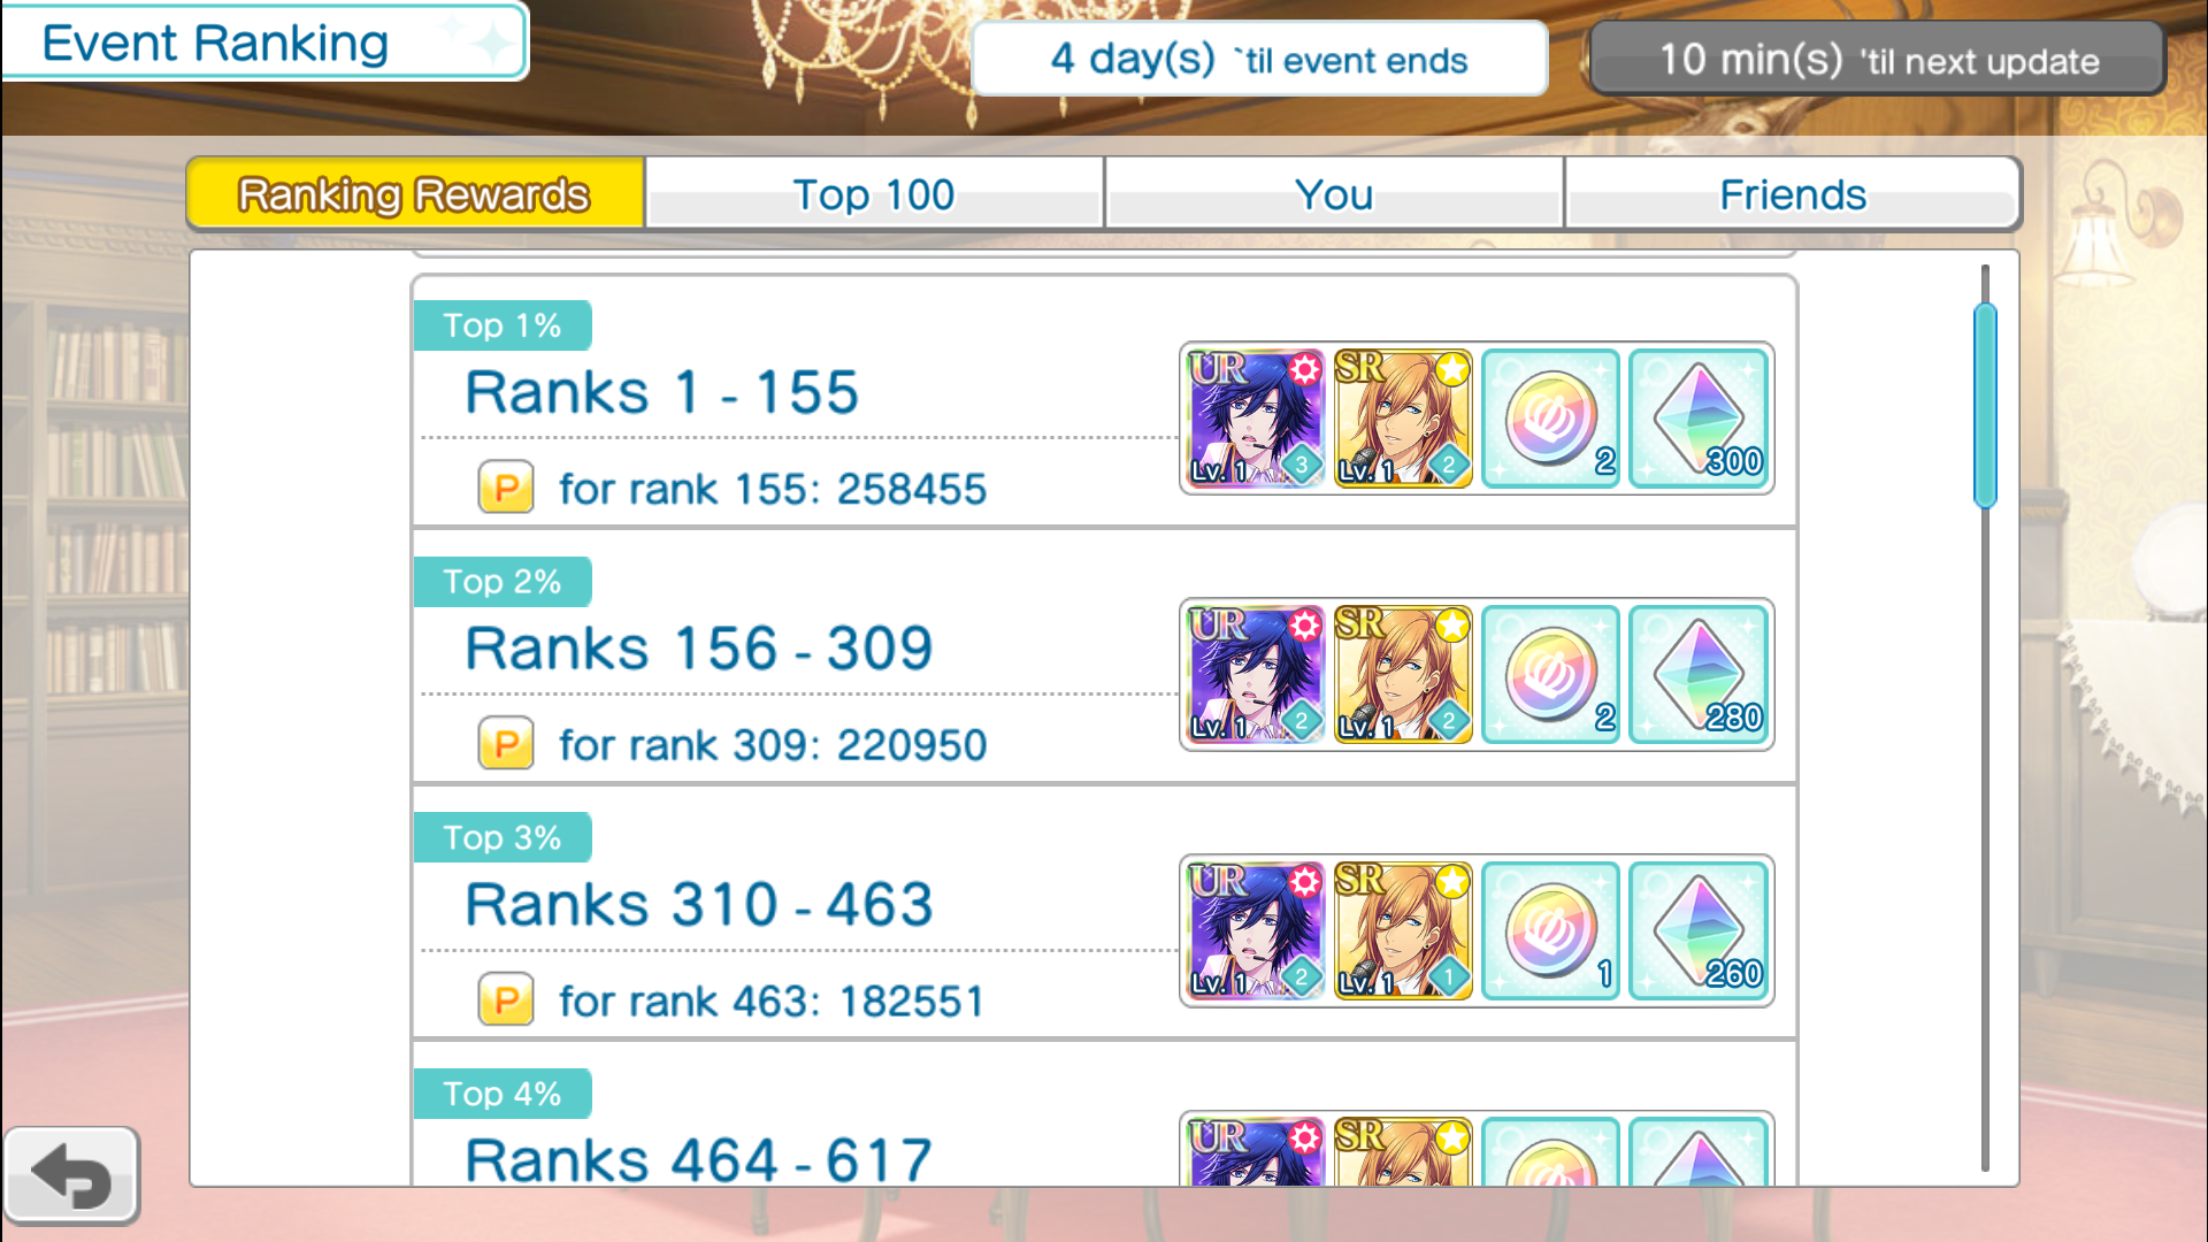 Event Ranking
4 day(s) `til event ends
10 min(s) 'til next update
Ranking Rewards
Top 100
You
Friends
Top 1%
Ranks 1 - 155
P for rank 155: 258455
UR Lv. 1 3
SR Lv. 1 2
2
300
Top 2%
Ranks 156 - 309
P for rank 309: 220950
UR Lv. 1 2
SR Lv. 1 2
2
280
Top 3%
Ranks 310 - 463
P for rank 463: 182551
UR Lv. 1 2
SR Lv. 1 1
1
260
Top 4%
Ranks 464 - 617
UR
SR